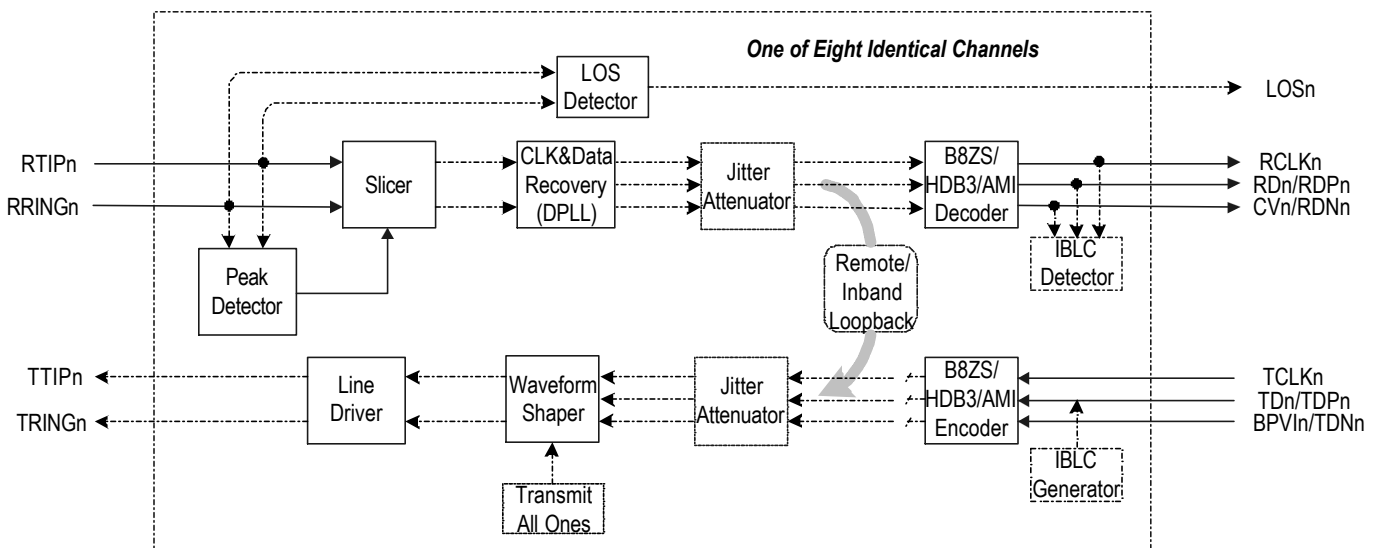 One of Eight Identical Channels
LOS
Detector
LOSn
RTIPn
RRINGn
Slicer
CLK&Data
Recovery
(DPLL)
Jitter
Attenuator
B8ZS/
HDB3/AMI
Decoder
RCLKn
RDn/RDPn
CVn/RDNn
Peak
Detector
Remote/
Inband
Loopback
IBLC
Detector
TTIPn
TRINGn
Line
Driver
Waveform
Shaper
Jitter
Attenuator
B8ZS/
HDB3/AMI
Encoder
TCLKn
TDn/TDPn
BPVIn/TDNn
Transmit
All Ones
IBLC
Generator